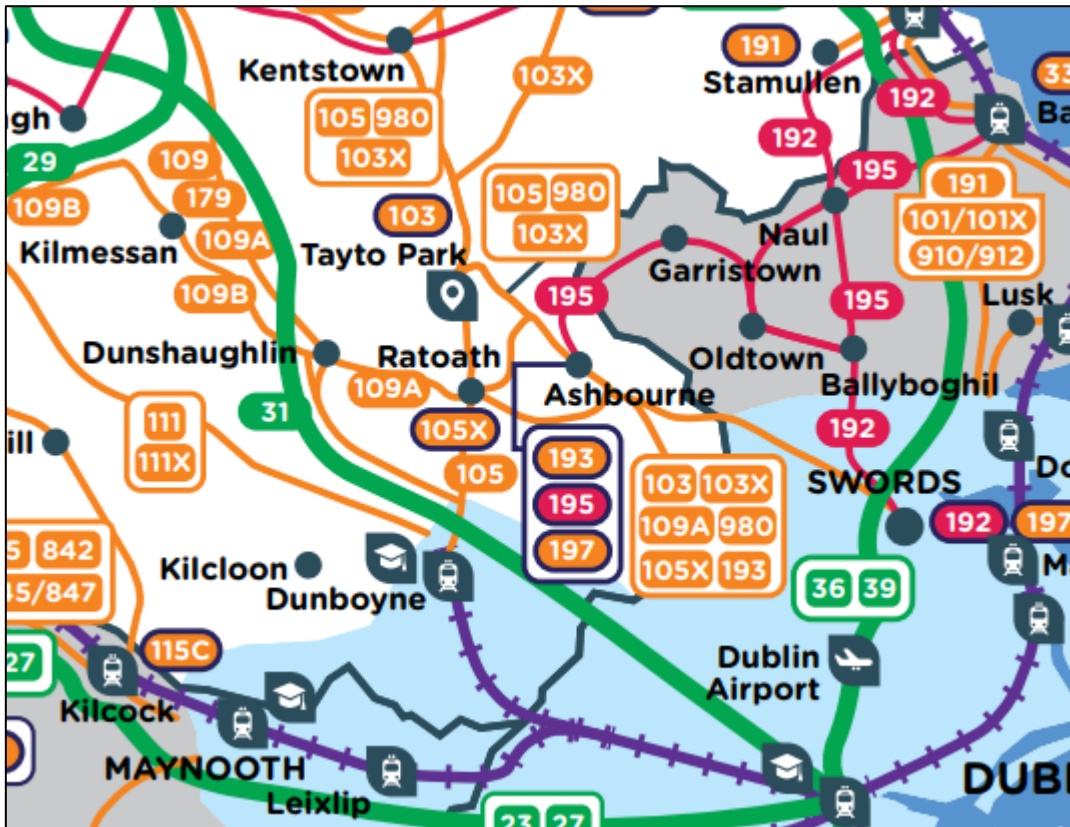 191
Stamullen
Kentstown
103X
192
105 980
103X
192
gh
29
109
109B
179
109A
Kilmessan
109B
103
Tayto Park
105 980
103X
195
191
101/101X
910/912
Naul
Garristown
195
195
Lusk
Oldtown
Ballyboghil
Dunshaughlin
Ratoath
109A
Ashbourne
31
111
111X
ill
105X
105
192
193
195
197
103 103X
109A 980
105X 193
SWORDS
192
197
842
45/847
Kilcloon
Dunboyne
36 39
27
115C
Dublin
Airport
Kilcock
MAYNOOTH
Leixlip
23 27
DUB